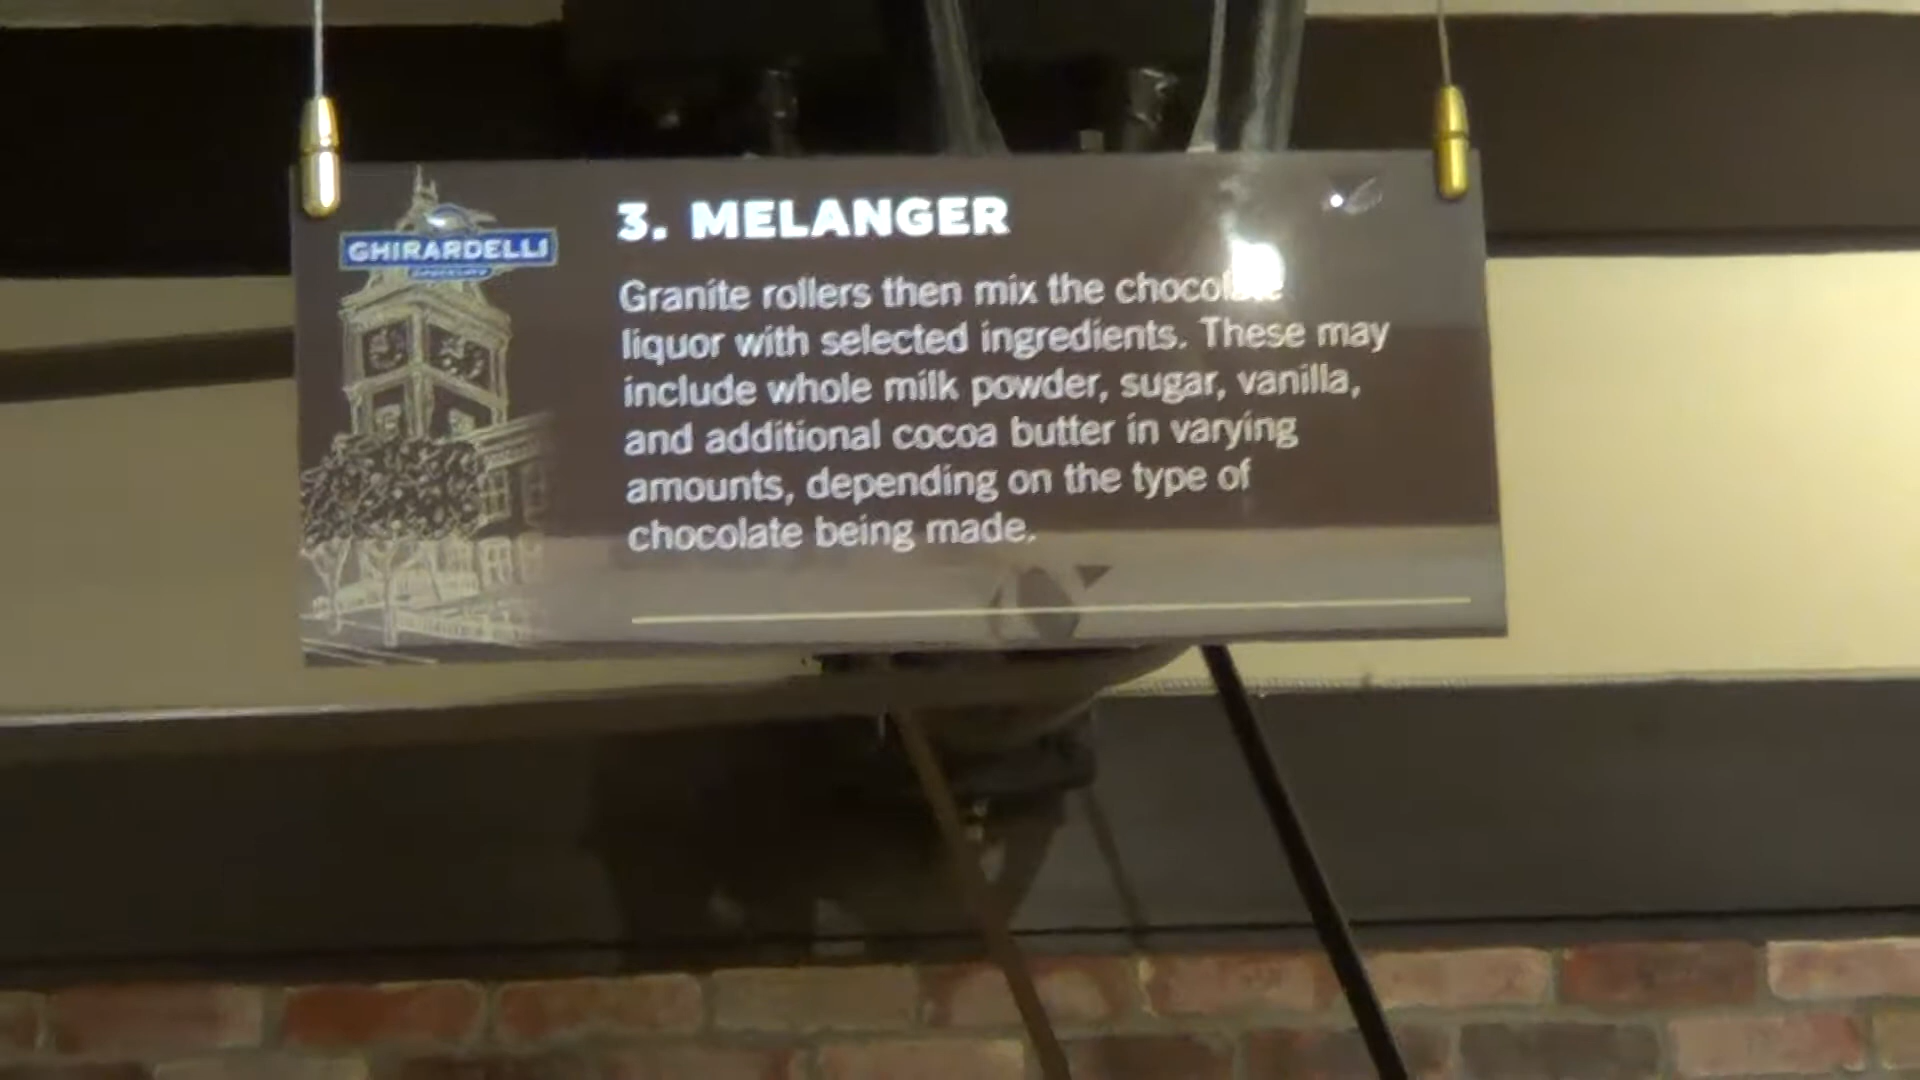 GHIRARDELLI
3. MELANGER
Granite rollers then mix the chocolate
liquor with selected ingredients. These may
include whole milk powder, sugar, vanilla,
and additional cocoa butter in varying
amounts, depending on the type of
chocolate being made.